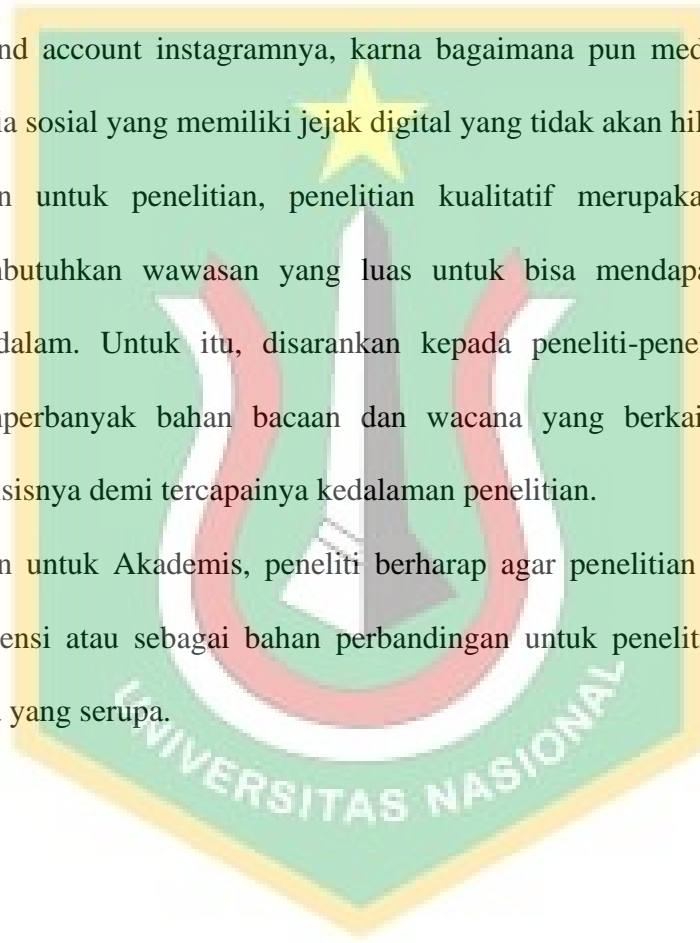 nd account instagramnya, karna bagaimana pun med
ia sosial yang memiliki jejak digital yang tidak akan hil
n untuk penelitian, penelitian kualitatif merupaka
butuhkan wawasan yang luas untuk bisa mendapa
dalam. Untuk itu, disarankan kepada peneliti-pene
perbanyak bahan bacaan dan wacana yang berkai
sisnya demi tercapainya kedalaman penelitian.
n untuk Akademis, peneliti berharap agar penelitian
ensi atau sebagai bahan perbandingan untuk penelit
yang serupa.
UNIVERSITAS NASIONAL